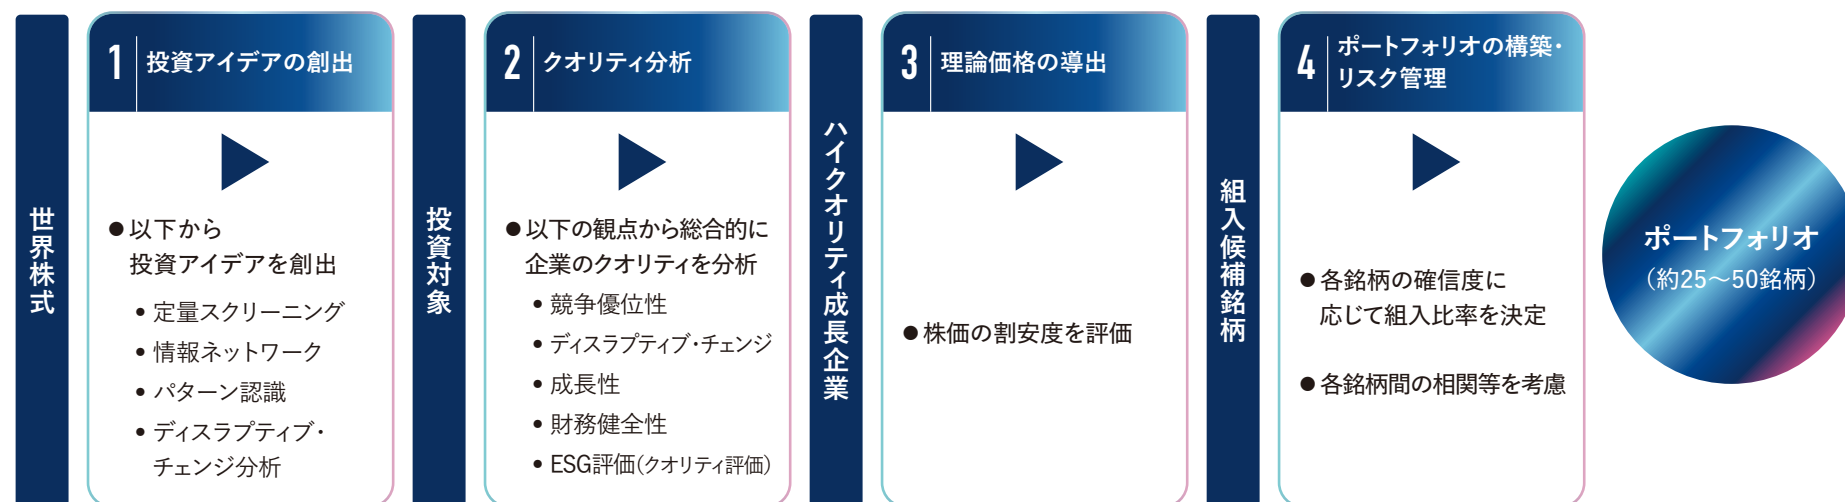 世界株式
1 投資アイデアの創出
●以下から
投資アイデアを創出
•定量スクリーニング
•情報ネットワーク
•パターン認識
•ディスラプティブ・
チェンジ分析
投資対象
2 クオリティ分析
●以下の観点から総合的に
企業のクオリティを分析
•競争優位性
•ディスラプティブ・チェンジ
•成長性
•財務健全性
•ESG評価(クオリティ評価)
ハイクオリティ成長企業
3 理論価格の導出
●株価の割安度を評価
組入候補銘柄
4 ポートフォリオの構築・
リスク管理
●各銘柄の確信度に
応じて組入比率を決定
●各銘柄間の相関等を考慮
ポートフォリオ
（約25〜50銘柄）